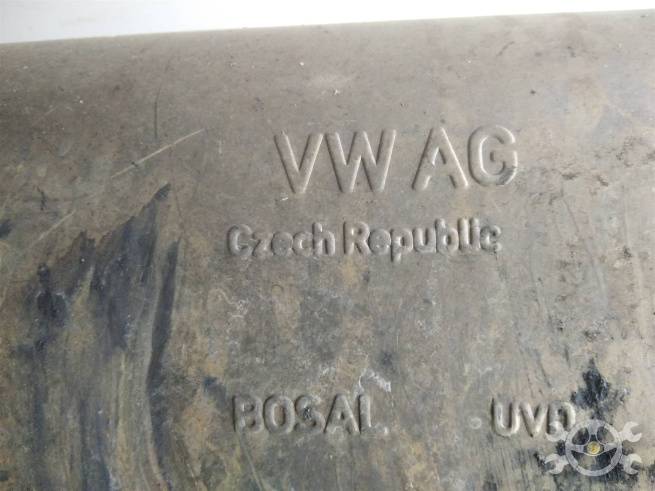 VW AG
Czech Republic
BOSAL UVD